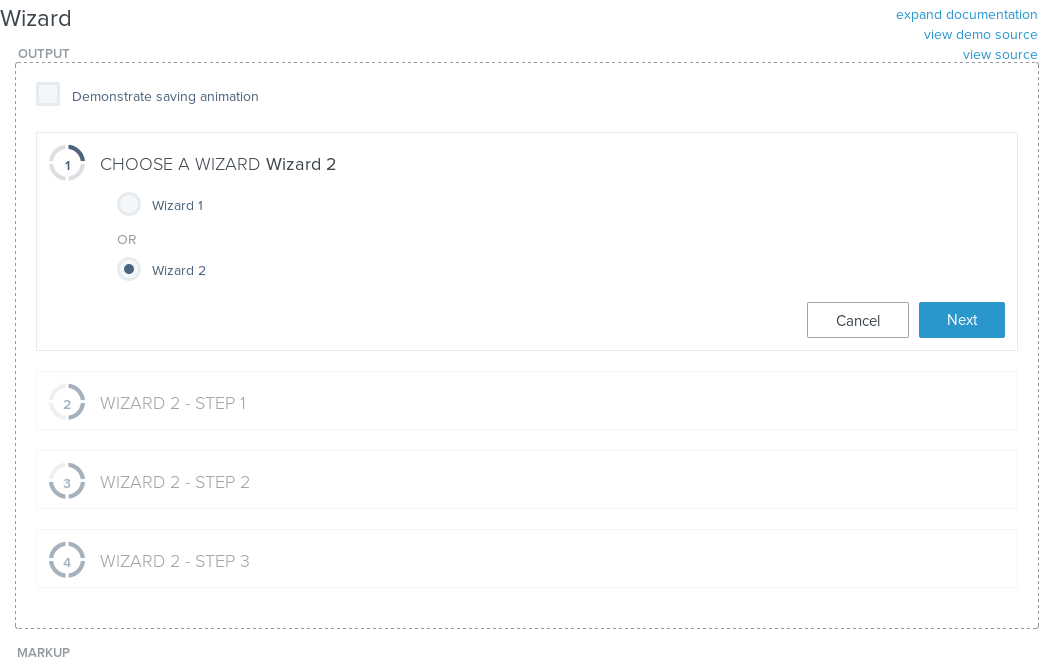 Wizard
expand documentation
view demo source
view source
OUTPUT
Demonstrate saving animation
1 CHOOSE A WIZARD Wizard 2
Wizard 1
OR
Wizard 2
Cancel Next
2 WIZARD 2 - STEP 1
3 WIZARD 2 - STEP 2
4 WIZARD 2 - STEP 3
MARKUP